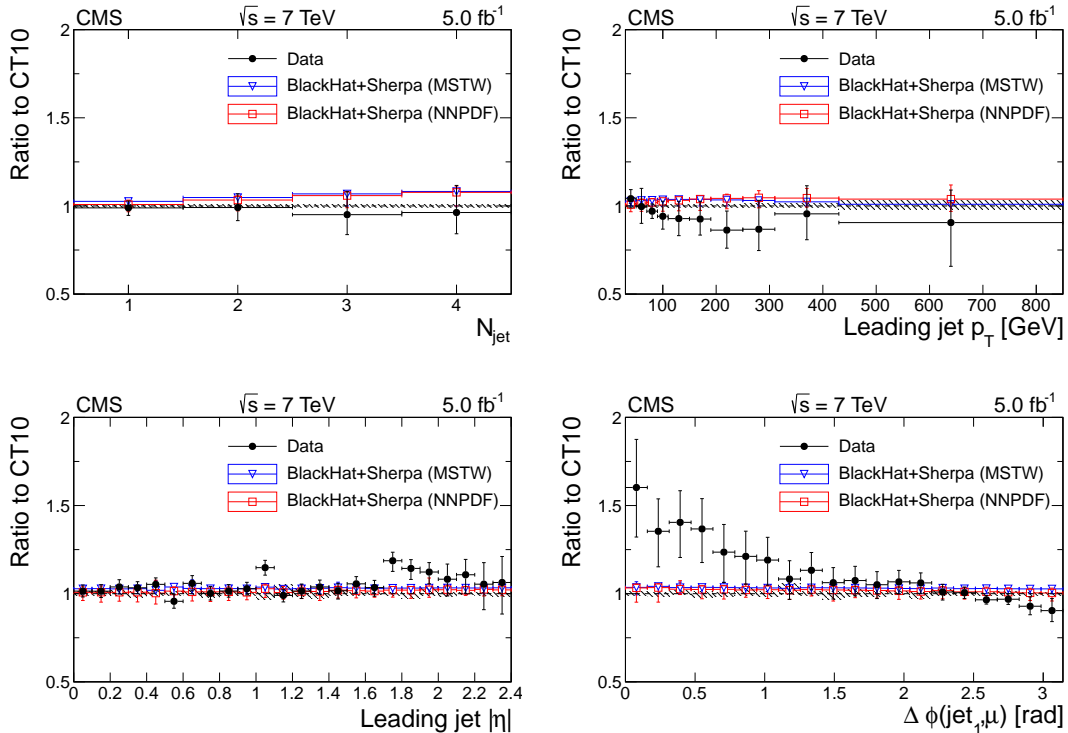 CMS √s = 7 TeV 5.0 fb⁻¹
Ratio to CT10
2
1.5
1
0.5
Data
BlackHat+Sherpa (MSTW)
BlackHat+Sherpa (NNPDF)
1 2 3 4
N_jet
CMS √s = 7 TeV 5.0 fb⁻¹
Ratio to CT10
2
1.5
1
0.5
Data
BlackHat+Sherpa (MSTW)
BlackHat+Sherpa (NNPDF)
100 200 300 400 500 600 700 800
Leading jet p_T [GeV]
CMS √s = 7 TeV 5.0 fb⁻¹
Ratio to CT10
2
1.5
1
0.5
Data
BlackHat+Sherpa (MSTW)
BlackHat+Sherpa (NNPDF)
0 0.2 0.4 0.6 0.8 1 1.2 1.4 1.6 1.8 2 2.2 2.4
Leading jet |η|
CMS √s = 7 TeV 5.0 fb⁻¹
Ratio to CT10
2
1.5
1
0.5
Data
BlackHat+Sherpa (MSTW)
BlackHat+Sherpa (NNPDF)
0 0.5 1 1.5 2 2.5 3
Δ φ(jet₁,μ) [rad]